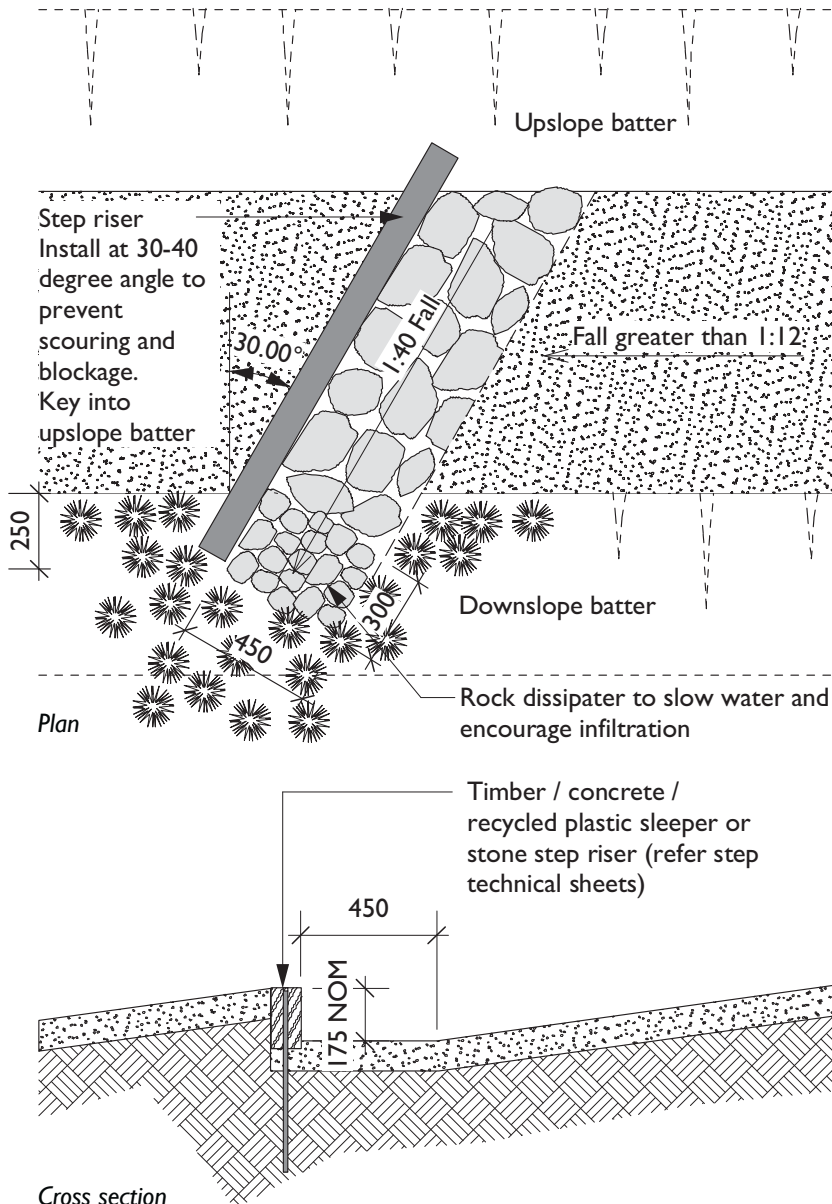 Upslope batter
Step riser
Install at 30-40
degree angle to
prevent
scouring and
blockage.
Key into
upslope batter
30.00°
1:40 Fall
Fall greater than 1:12
250
Downslope batter
300
450
Rock dissipater to slow water and
encourage infiltration
Plan
Timber / concrete /
recycled plastic sleeper or
stone step riser (refer step
technical sheets)
450
175 NOM
Cross section